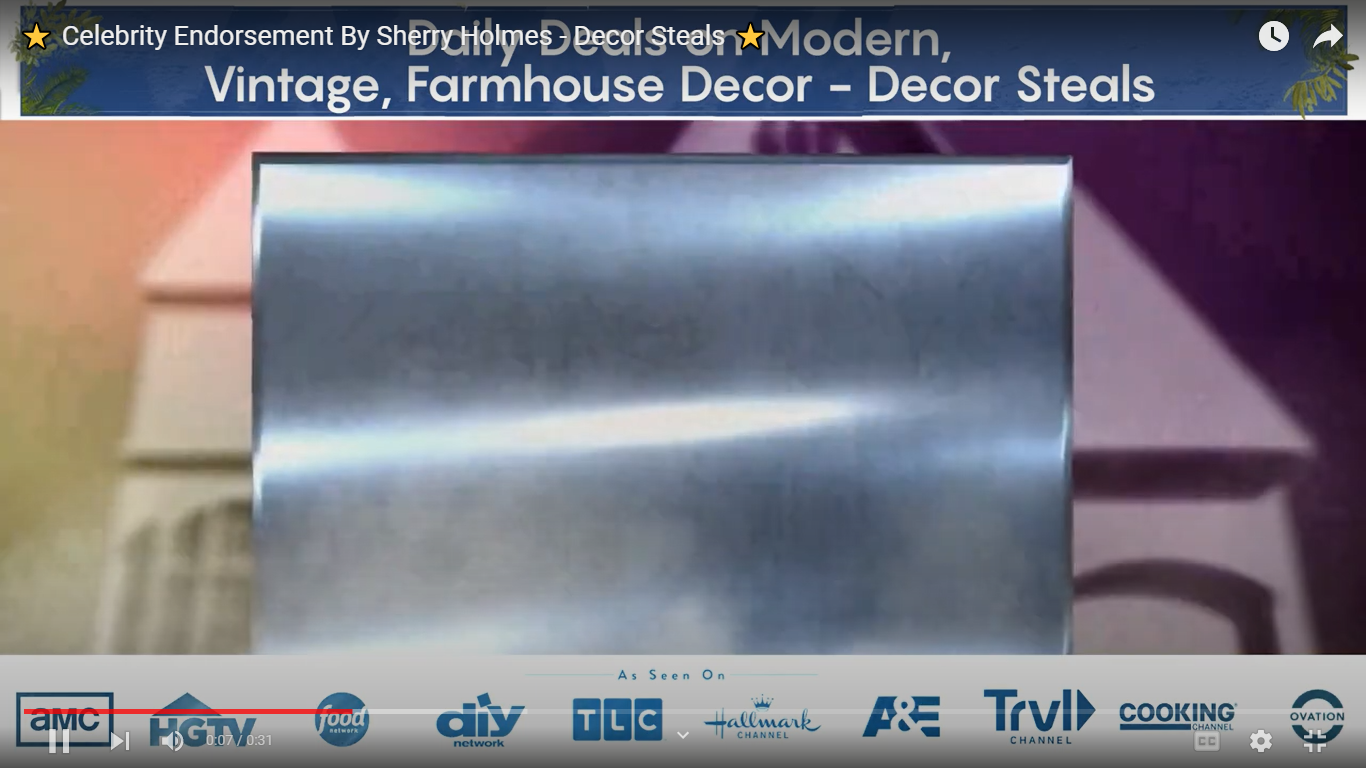 ⭐ Celebrity Endorsement By Sherry Holmes - Decor Steals ⭐
Daily Deals on Modern,
Vintage, Farmhouse Decor – Decor Steals
As Seen On
aMC
HGTV
food
network
diy
network
TLC
Hallmark
CHANNEL
A&E
Trvl
CHANNEL
COOKING
CHANNEL
OVATION
0:07 / 0:31
CC